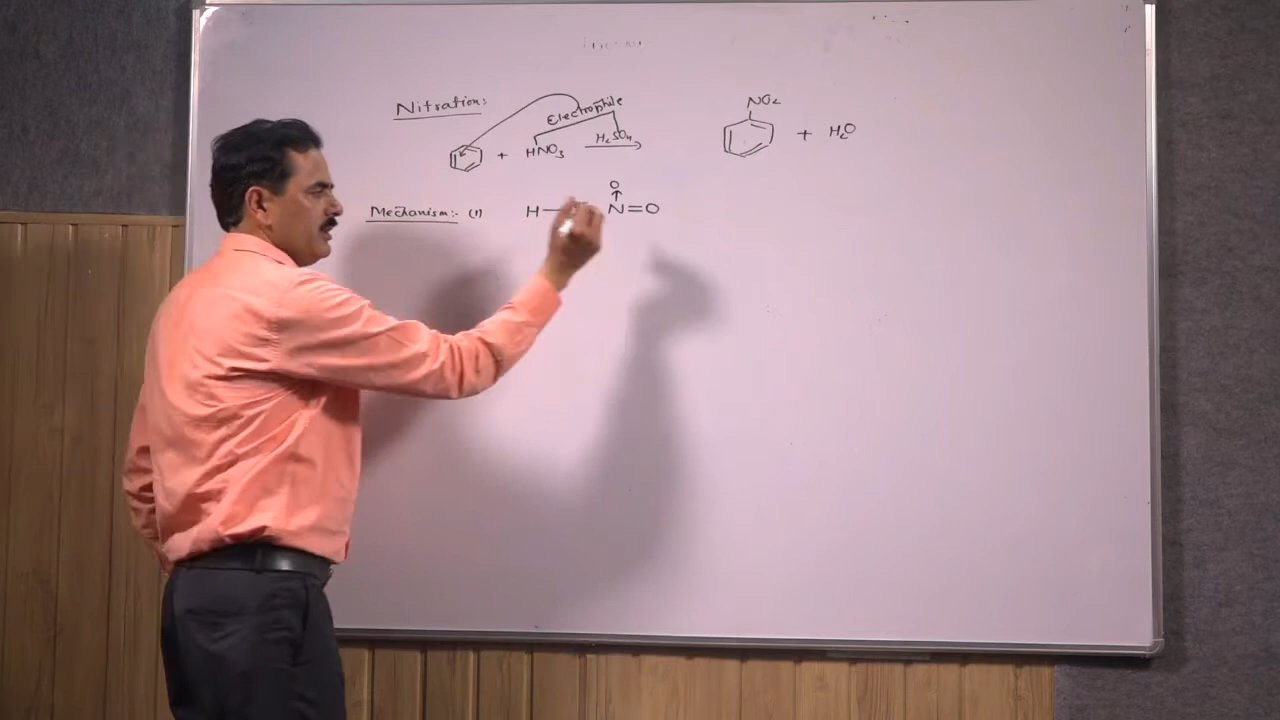 Nitration:
Electrophile
+ HNO3 H2SO4
NO2
+ H2O
Mechanism:- (1)
O
H — N=O